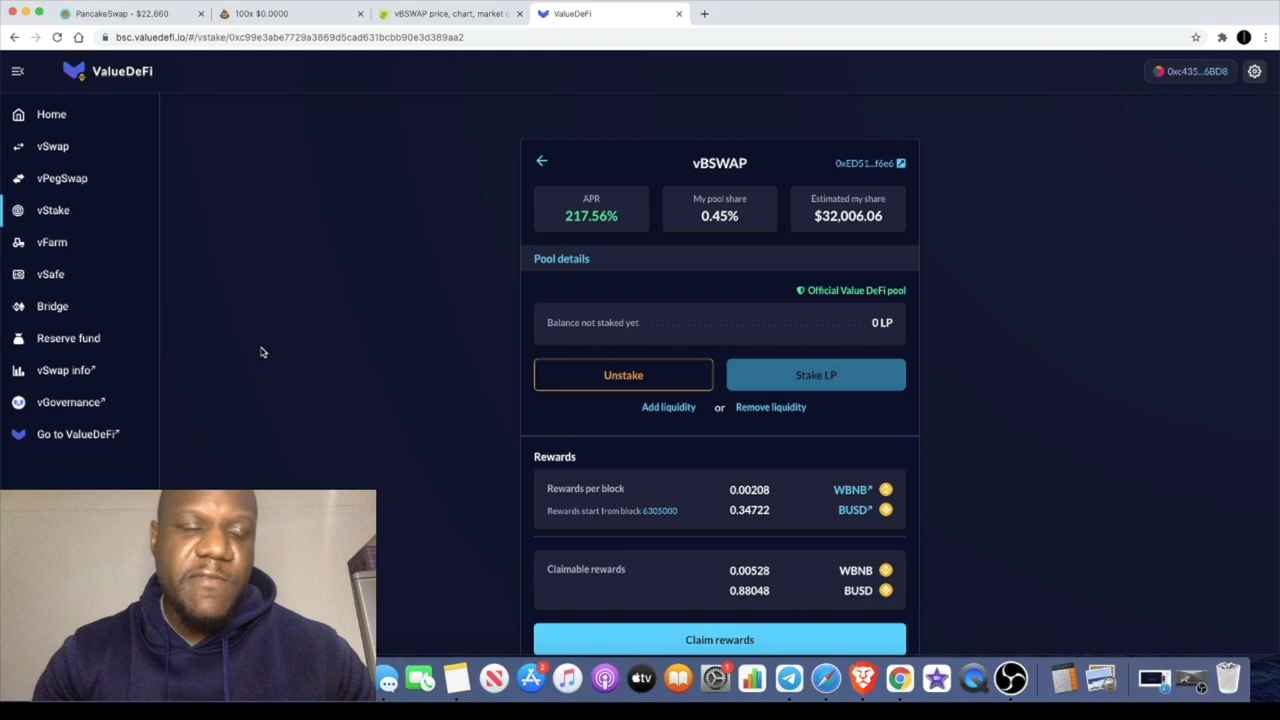 PancakeSwap - $22.660
100x $0.0000
vBSWAP price, chart, market c
ValueDeFi
bsc.valuedefi.io/#/vstake/0xc99e3abe7729a3869d5cad631bcbb90e3d389aa2
ValueDeFi
0xc435...6BD8
Home
vSwap
vPegSwap
vStake
vFarm
vSafe
Bridge
Reserve fund
vSwap info↗
vGovernance↗
Go to ValueDeFi↗
vBSWAP
0xED51...f6e6
APR
217.56%
My pool share
0.45%
Estimated my share
$32,006.06
Pool details
Official Value DeFi pool
Balance not staked yet 0 LP
Unstake
Stake LP
Add liquidity or Remove liquidity
Rewards
Rewards per block 0.00208 WBNB↗
Rewards start from block 6305000 0.34722 BUSD↗
Claimable rewards 0.00528 WBNB
0.88048 BUSD
Claim rewards
2
tv
1